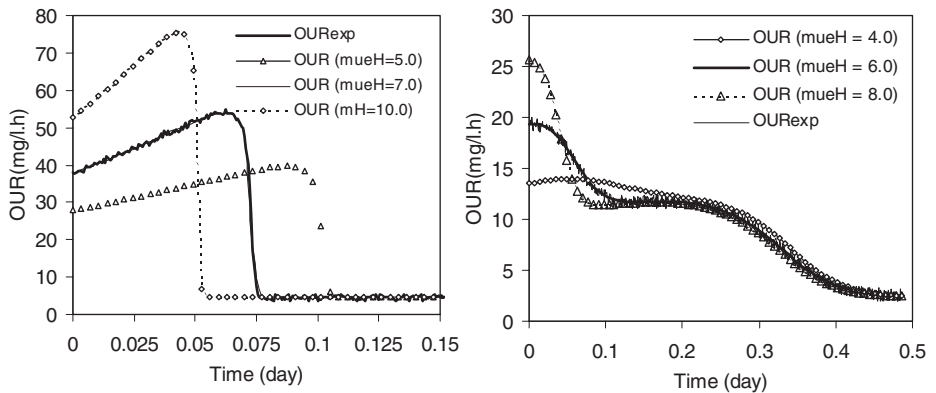 80
70
60
50
40
30
20
10
0
OUR(mg/l.h)
OURexp
OUR (mueH=5.0)
OUR (mueH=7.0)
OUR (mH=10.0)
0 0.025 0.05 0.075 0.1 0.125 0.15
Time (day)
30
25
20
15
10
5
0
OUR(mg/l.h)
OUR (mueH = 4.0)
OUR (mueH = 6.0)
OUR (mueH = 8.0)
OURexp
0 0.1 0.2 0.3 0.4 0.5
Time (day)